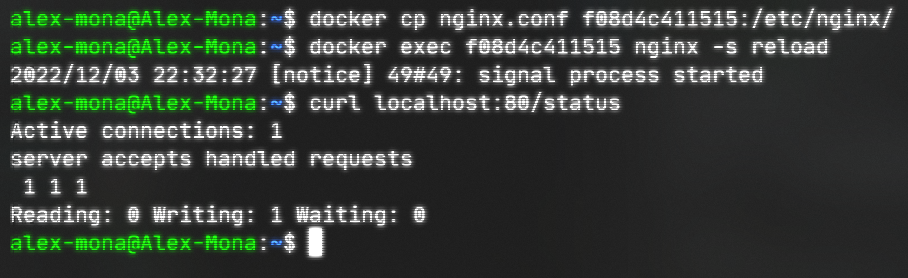 alex-mona@Alex-Mona:~$ docker cp nginx.conf f08d4c411515:/etc/nginx/
alex-mona@Alex-Mona:~$ docker exec f08d4c411515 nginx -s reload
2022/12/03 22:32:27 [notice] 49#49: signal process started
alex-mona@Alex-Mona:~$ curl localhost:80/status
Active connections: 1
server accepts handled requests
 1 1 1
Reading: 0 Writing: 1 Waiting: 0
alex-mona@Alex-Mona:~$